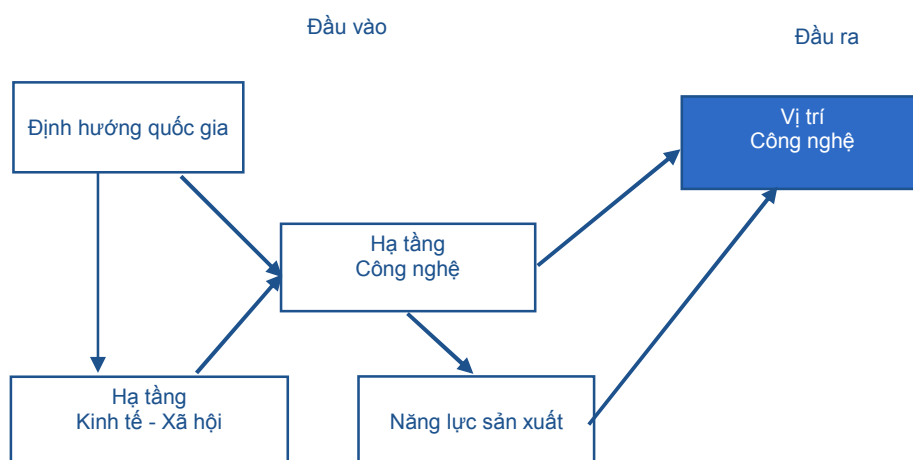 Đầu vào
Đầu ra
Định hướng quốc gia
Vị trí
Công nghệ
Hạ tầng
Công nghệ
Hạ tầng
Kinh tế - Xã hội
Năng lực sản xuất